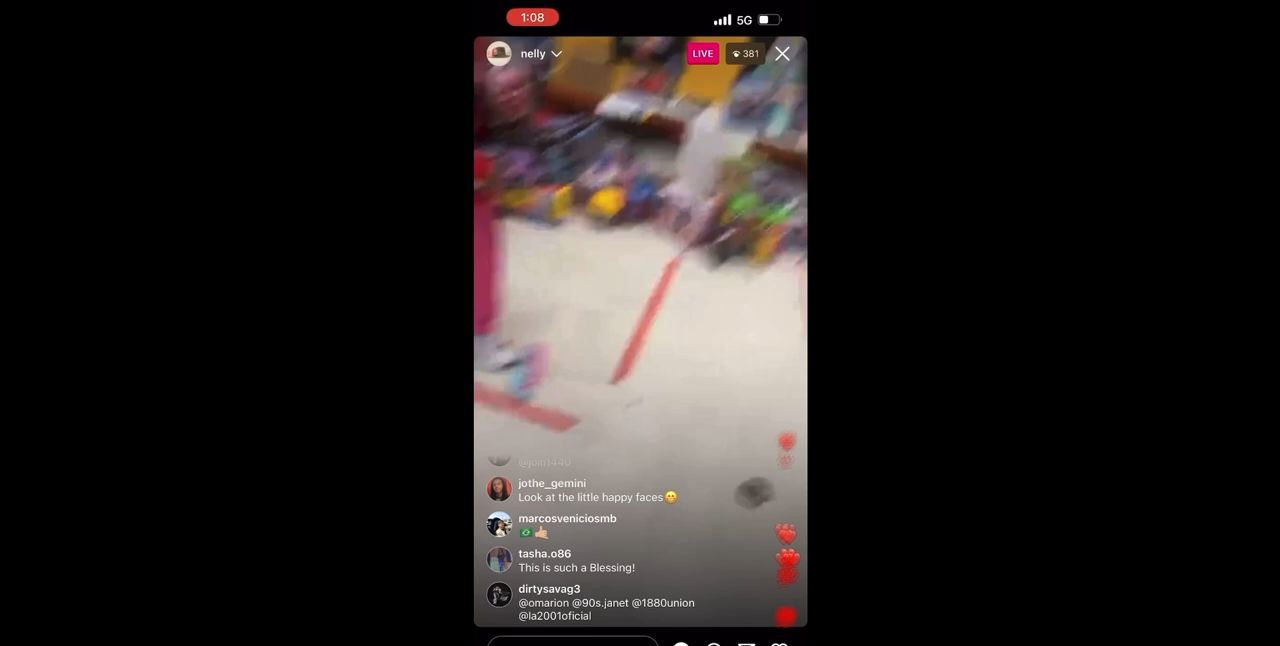 1:08
5G
nelly
LIVE
381
jothe_gemini
Look at the little happy faces😁
marcosveniciosmb
🇧🇷🤙🏼
tasha.o86
This is such a Blessing!
dirtysavag3
@omarion @90s.janet @1880union
@la2001oficial